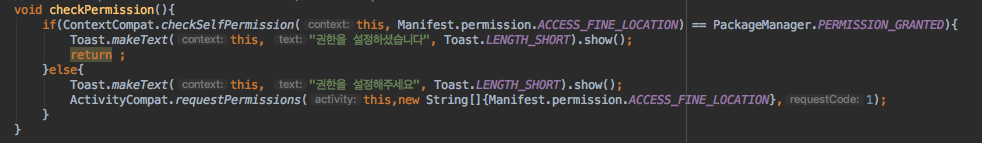 void checkPermission(){
if(ContextCompat.checkSelfPermission( context: this, Manifest.permission.ACCESS_FINE_LOCATION) == PackageManager.PERMISSION_GRANTED){
Toast.makeText( context: this, text: "권한을 설정하셨습니다", Toast.LENGTH_SHORT).show();
return ;
}else{
Toast.makeText( context: this, text: "권한을 설정해주세요", Toast.LENGTH_SHORT).show();
ActivityCompat.requestPermissions( activity: this,new String[]{Manifest.permission.ACCESS_FINE_LOCATION}, requestCode: 1);
}
}